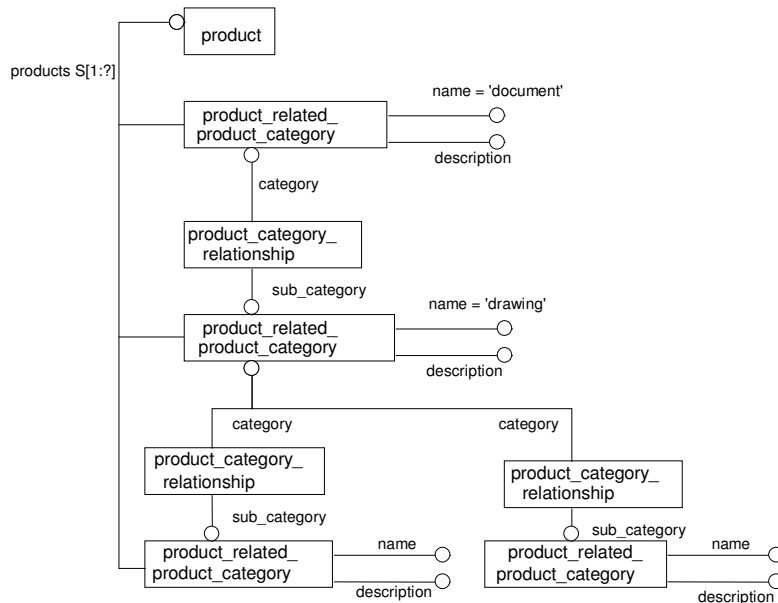 product
products S[1:?]
name = 'document'
product_related_
product_category
description
category
product_category_
relationship
sub_category
name = 'drawing'
product_related_
product_category
description
category
category
product_category_
relationship
product_category_
relationship
sub_category
sub_category
product_related_
product_category
name
description
product_related_
product_category
name
description